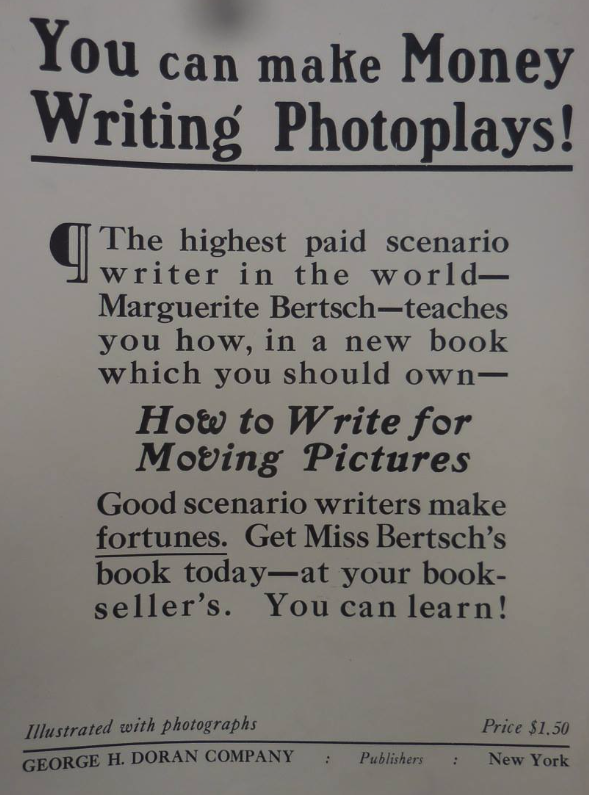 You can make Money
Writing Photoplays!
¶ The highest paid scenario
writer in the world—
Marguerite Bertsch—teaches
you how, in a new book
which you should own—
How to Write for
Moving Pictures
Good scenario writers make
fortunes. Get Miss Bertsch's
book today—at your book-
seller's. You can learn!
Illustrated with photographs Price $1.50
GEORGE H. DORAN COMPANY : Publishers : New York